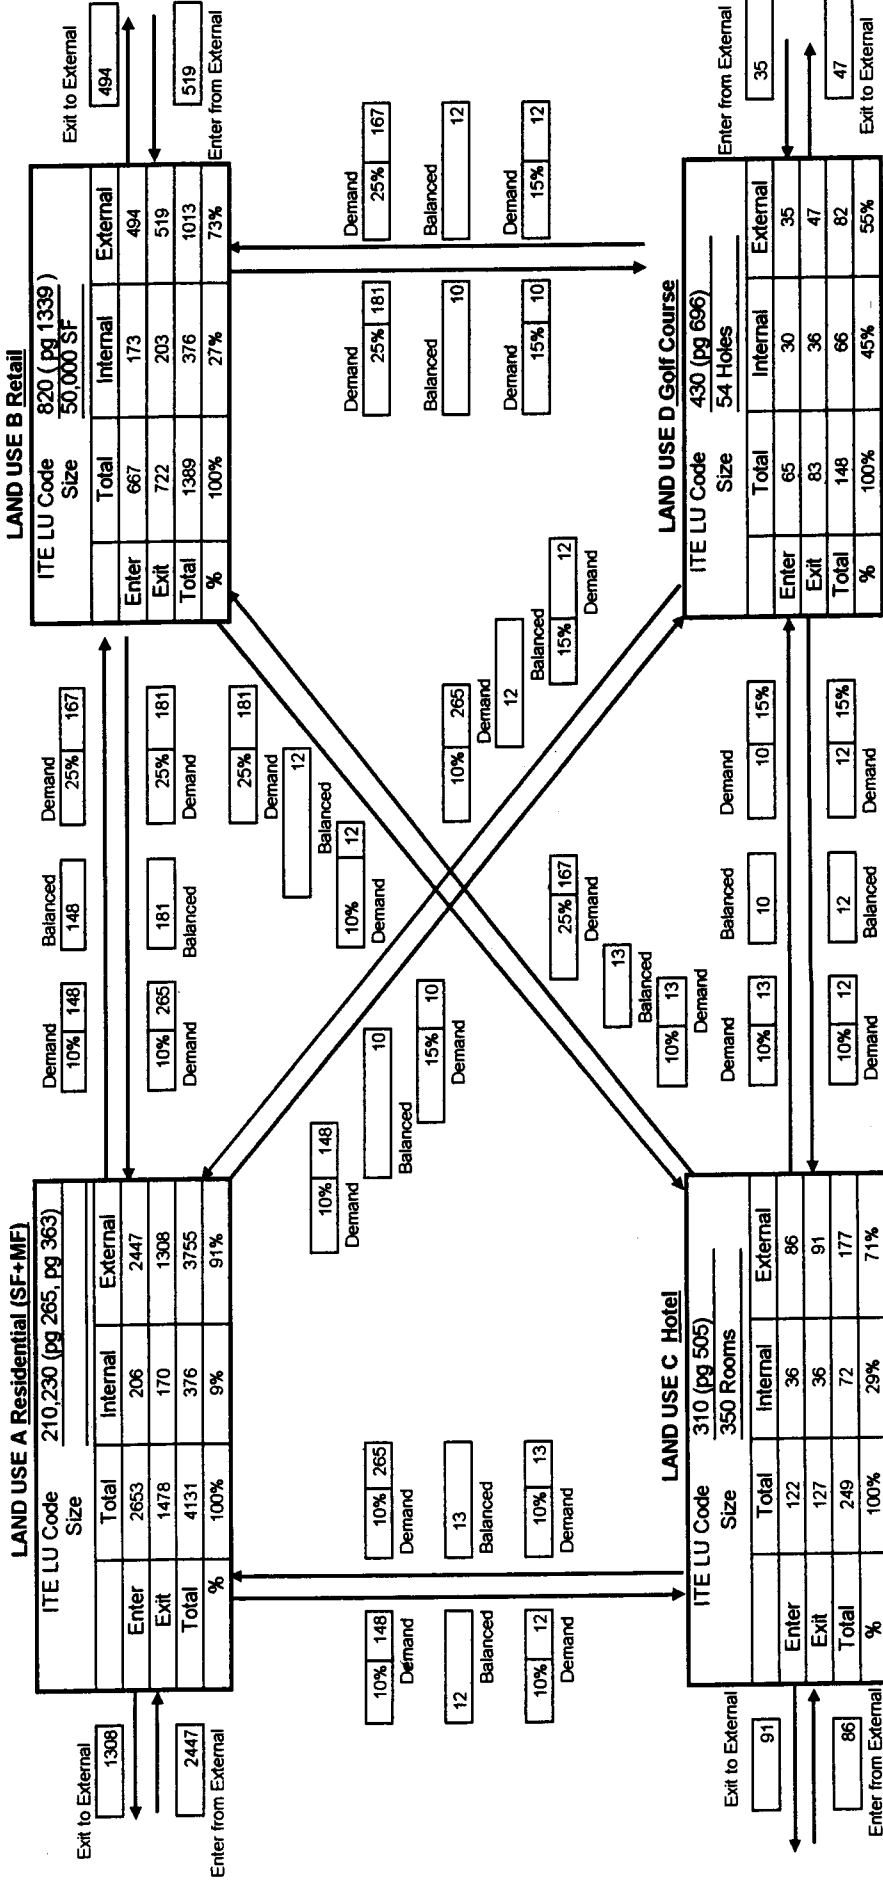 LAND USE A Residential (SF+MF)
ITE LU Code 210,230 (pg 265, pg 363)
Size
Total Internal External
Enter 2653 206 2447
Exit 1478 170 1308
Total 4131 376 3755
% 100% 9% 91%
Exit to External
1308
2447
Enter from External
Demand Balanced Demand
10% 148 148 25% 167
10% 265 181 25% 181
Demand Balanced Demand
LAND USE B Retail
ITE LU Code 820 ( pg 1339 )
Size 50,000 SF
Total Internal External
Enter 667 173 494
Exit 722 203 519
Total 1389 376 1013
% 100% 27% 73%
Exit to External
494
519
Enter from External
10% 148
Demand
12
Balanced
10% 12
Demand
10% 265
Demand
13
Balanced
10% 13
Demand
10% 148
Demand
10
Balanced
15% 10
Demand
25% 181
Demand
12
Balanced
10% 12
Demand
10% 265
Demand
12
Balanced
15% 12
Demand
25% 167
Demand
13
Balanced
10% 13
Demand
Demand
25% 181
Balanced
10
Demand
15% 10
Demand
25% 167
Balanced
12
Demand
15% 12
LAND USE C Hotel
ITE LU Code 310 (pg 505)
Size 350 Rooms
Total Internal External
Enter 122 36 86
Exit 127 36 91
Total 249 72 177
% 100% 29% 71%
Exit to External
91
86
Enter from External
Demand Balanced Demand
10% 13 10 10 15%
10% 12 12 12 15%
Demand Balanced Demand
LAND USE D Golf Course
ITE LU Code 430 (pg 696)
Size 54 Holes
Total Internal External
Enter 65 30 35
Exit 83 36 47
Total 148 66 82
% 100% 45% 55%
Enter from External
35
47
Exit to External